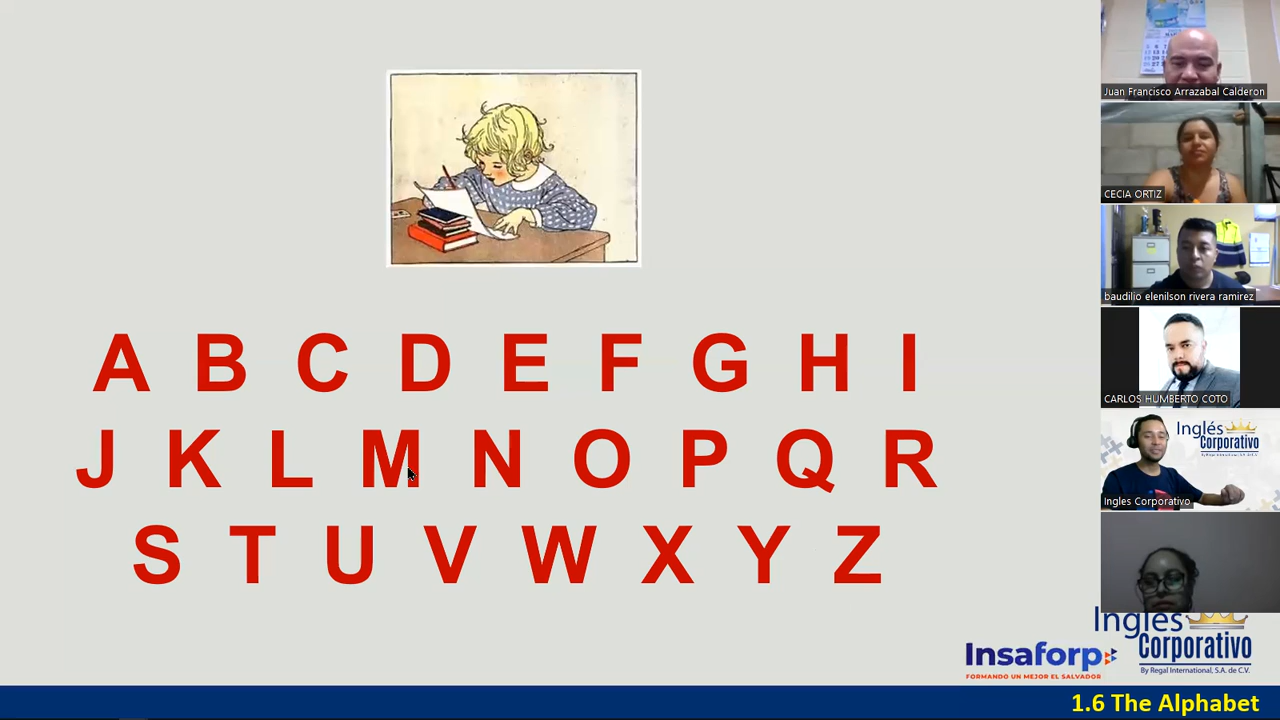 A B C D E F G H I
J K L M N O P Q R
S T U V W X Y Z
Juan Francisco Arrazabal Calderon
CECIA ORTIZ
baudilio elenilson rivera ramirez
CARLOS HUMBERTO COTO
Inglés
Corporativo
Ingles Corporativo
Insaforp
FORMANDO UN MEJOR EL SALVADOR
Inglés
Corporativo
By Regal International, S.A. de C.V.
1.6 The Alphabet